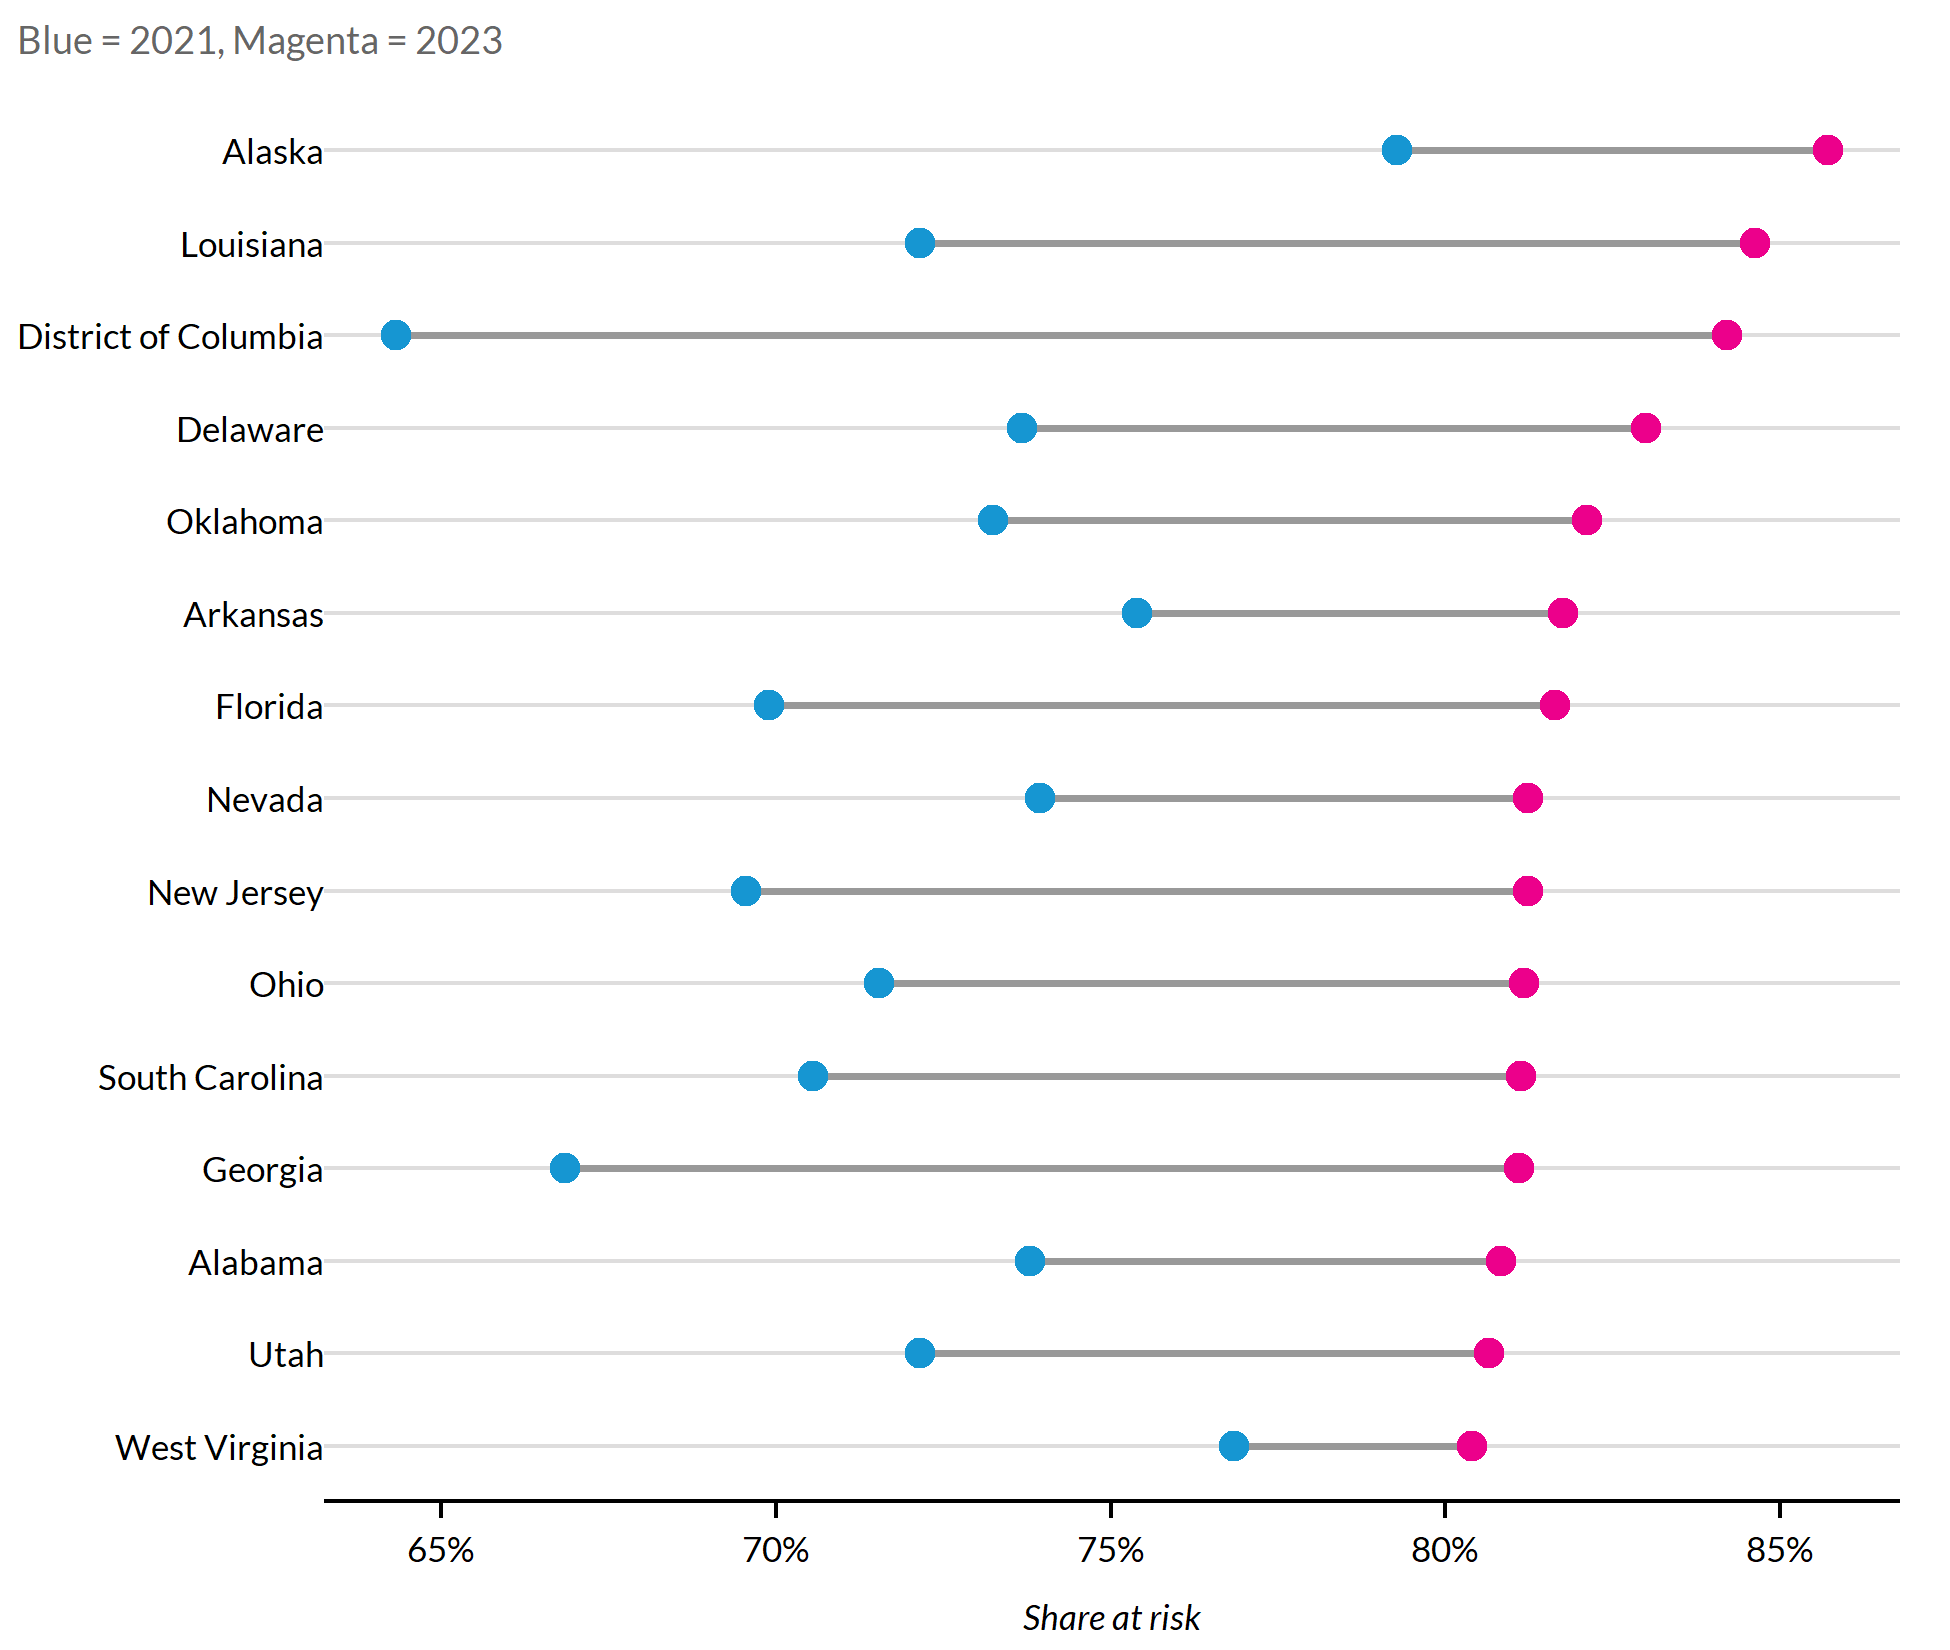 Blue = 2021, Magenta = 2023
Alaska
Louisiana
District of Columbia
Delaware
Oklahoma
Arkansas
Florida
Nevada
New Jersey
Ohio
South Carolina
Georgia
Alabama
Utah
West Virginia
65% 70% 75% 80% 85%
Share at risk